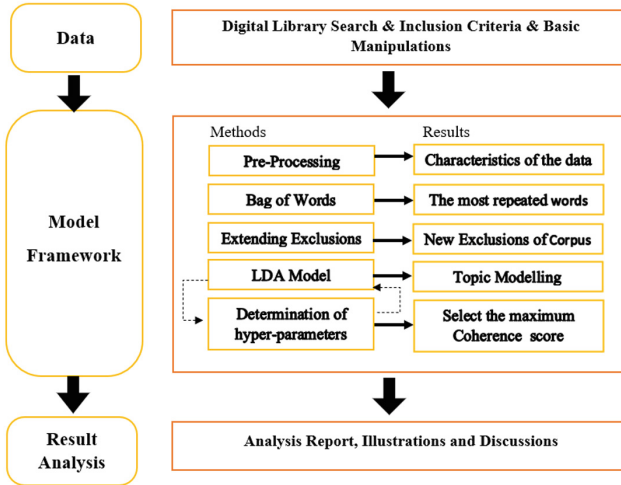 Data
Digital Library Search & Inclusion Criteria & Basic
Manipulations
Model
Framework
Methods
Results
Pre-Processing
Characteristics of the data
Bag of Words
The most repeated words
Extending Exclusions
New Exclusions of Corpus
LDA Model
Topic Modelling
Determination of
hyper-parameters
Select the maximum
Coherence score
Result
Analysis
Analysis Report, Illustrations and Discussions